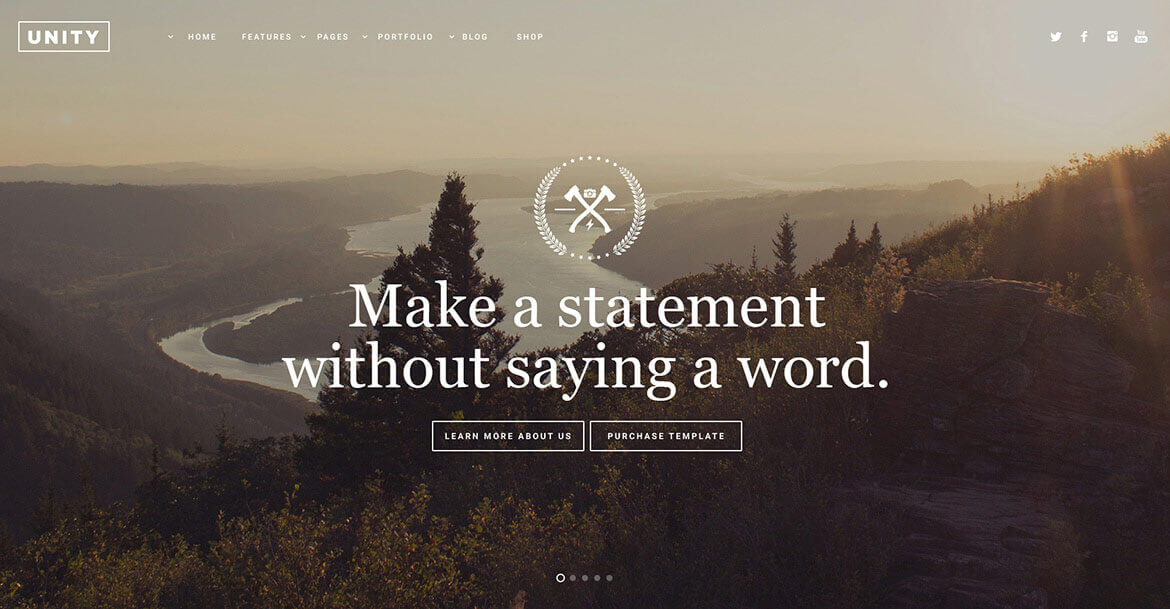 UNITY
HOME FEATURES PAGES PORTFOLIO BLOG SHOP
You
Tube
Make a statement
without saying a word.
LEARN MORE ABOUT US PURCHASE TEMPLATE